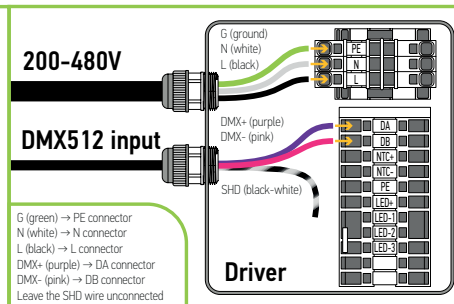 200-480V
G (ground)
N (white)
L (black)
PE
N
L
DMX512 input
DMX+ (purple)
DMX- (pink)
SHD (black-white)
DA
DB
NTC+
NTC-
PE
LED+
LED-1
LED-2
LED-3
Driver
G (green) → PE connector
N (white) → N connector
L (black) → L connector
DMX+ (purple) → DA connector
DMX- (pink) → DB connector
Leave the SHD wire unconnected